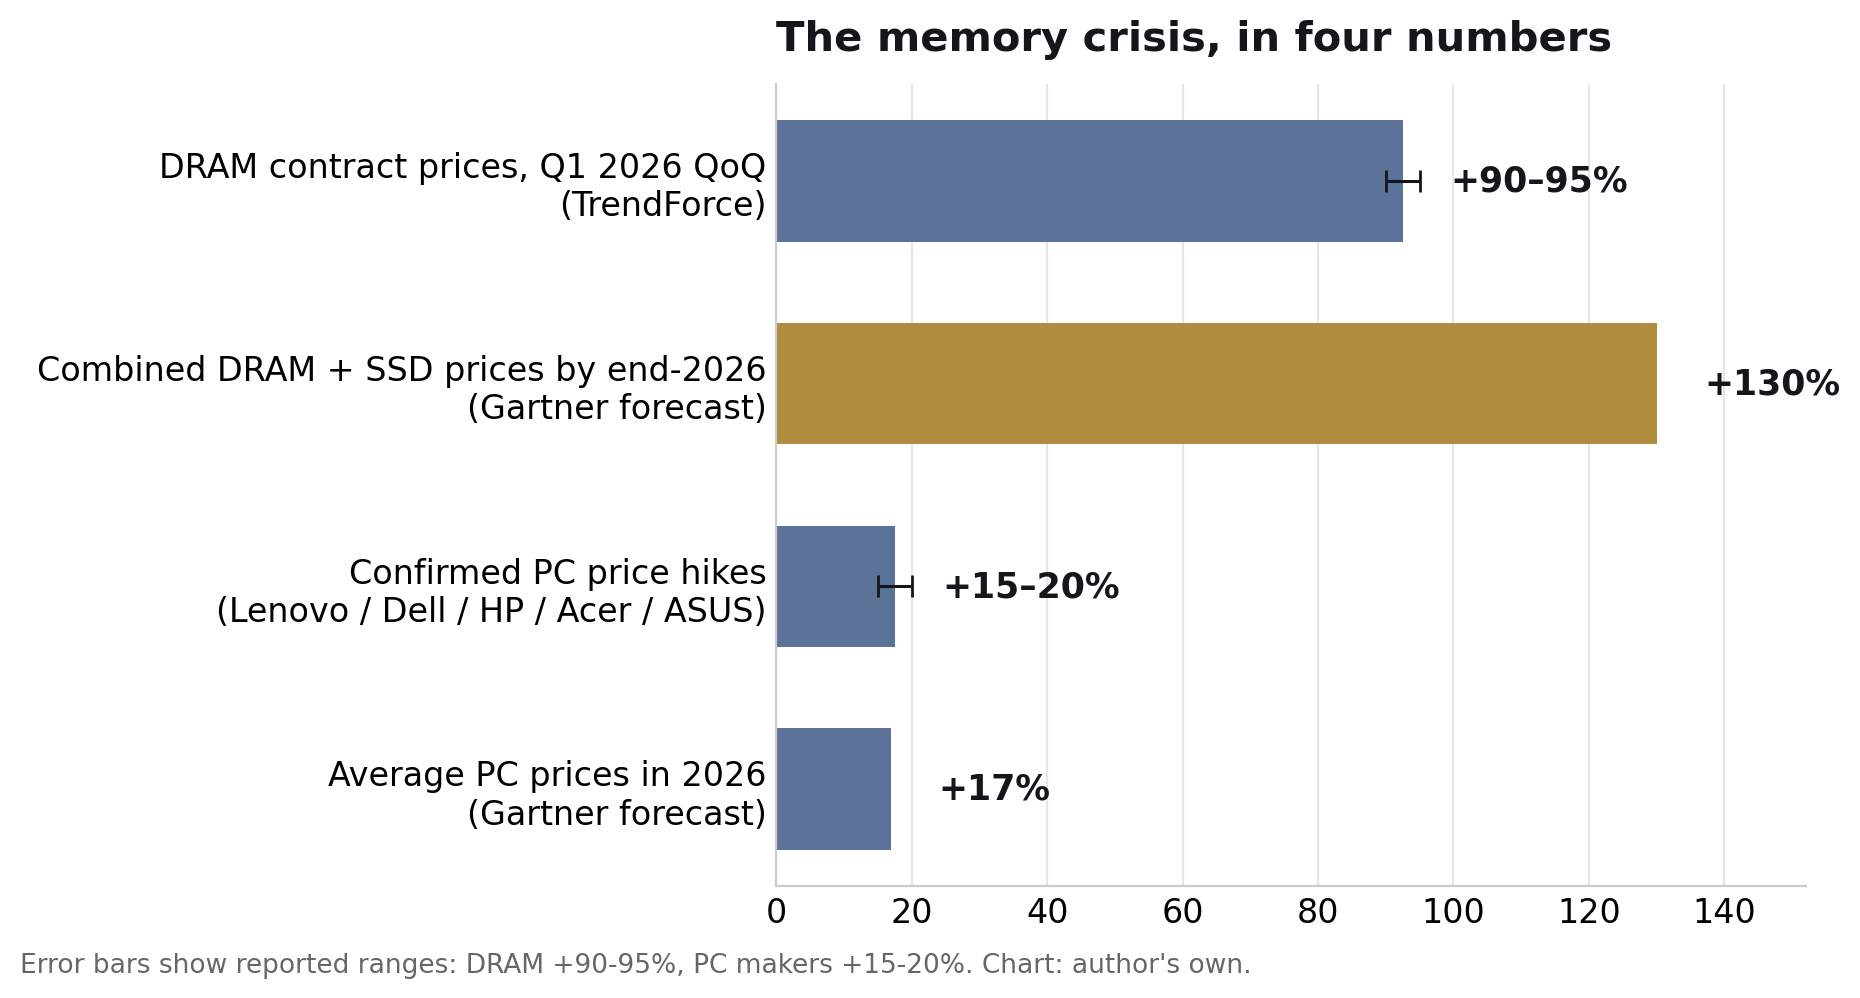 The memory crisis, in four numbers
DRAM contract prices, Q1 2026 QoQ
(TrendForce)
+90–95%
Combined DRAM + SSD prices by end-2026
(Gartner forecast)
+130%
Confirmed PC price hikes
(Lenovo / Dell / HP / Acer / ASUS)
+15–20%
Average PC prices in 2026
(Gartner forecast)
+17%
0 20 40 60 80 100 120 140
Error bars show reported ranges: DRAM +90-95%, PC makers +15-20%. Chart: author's own.